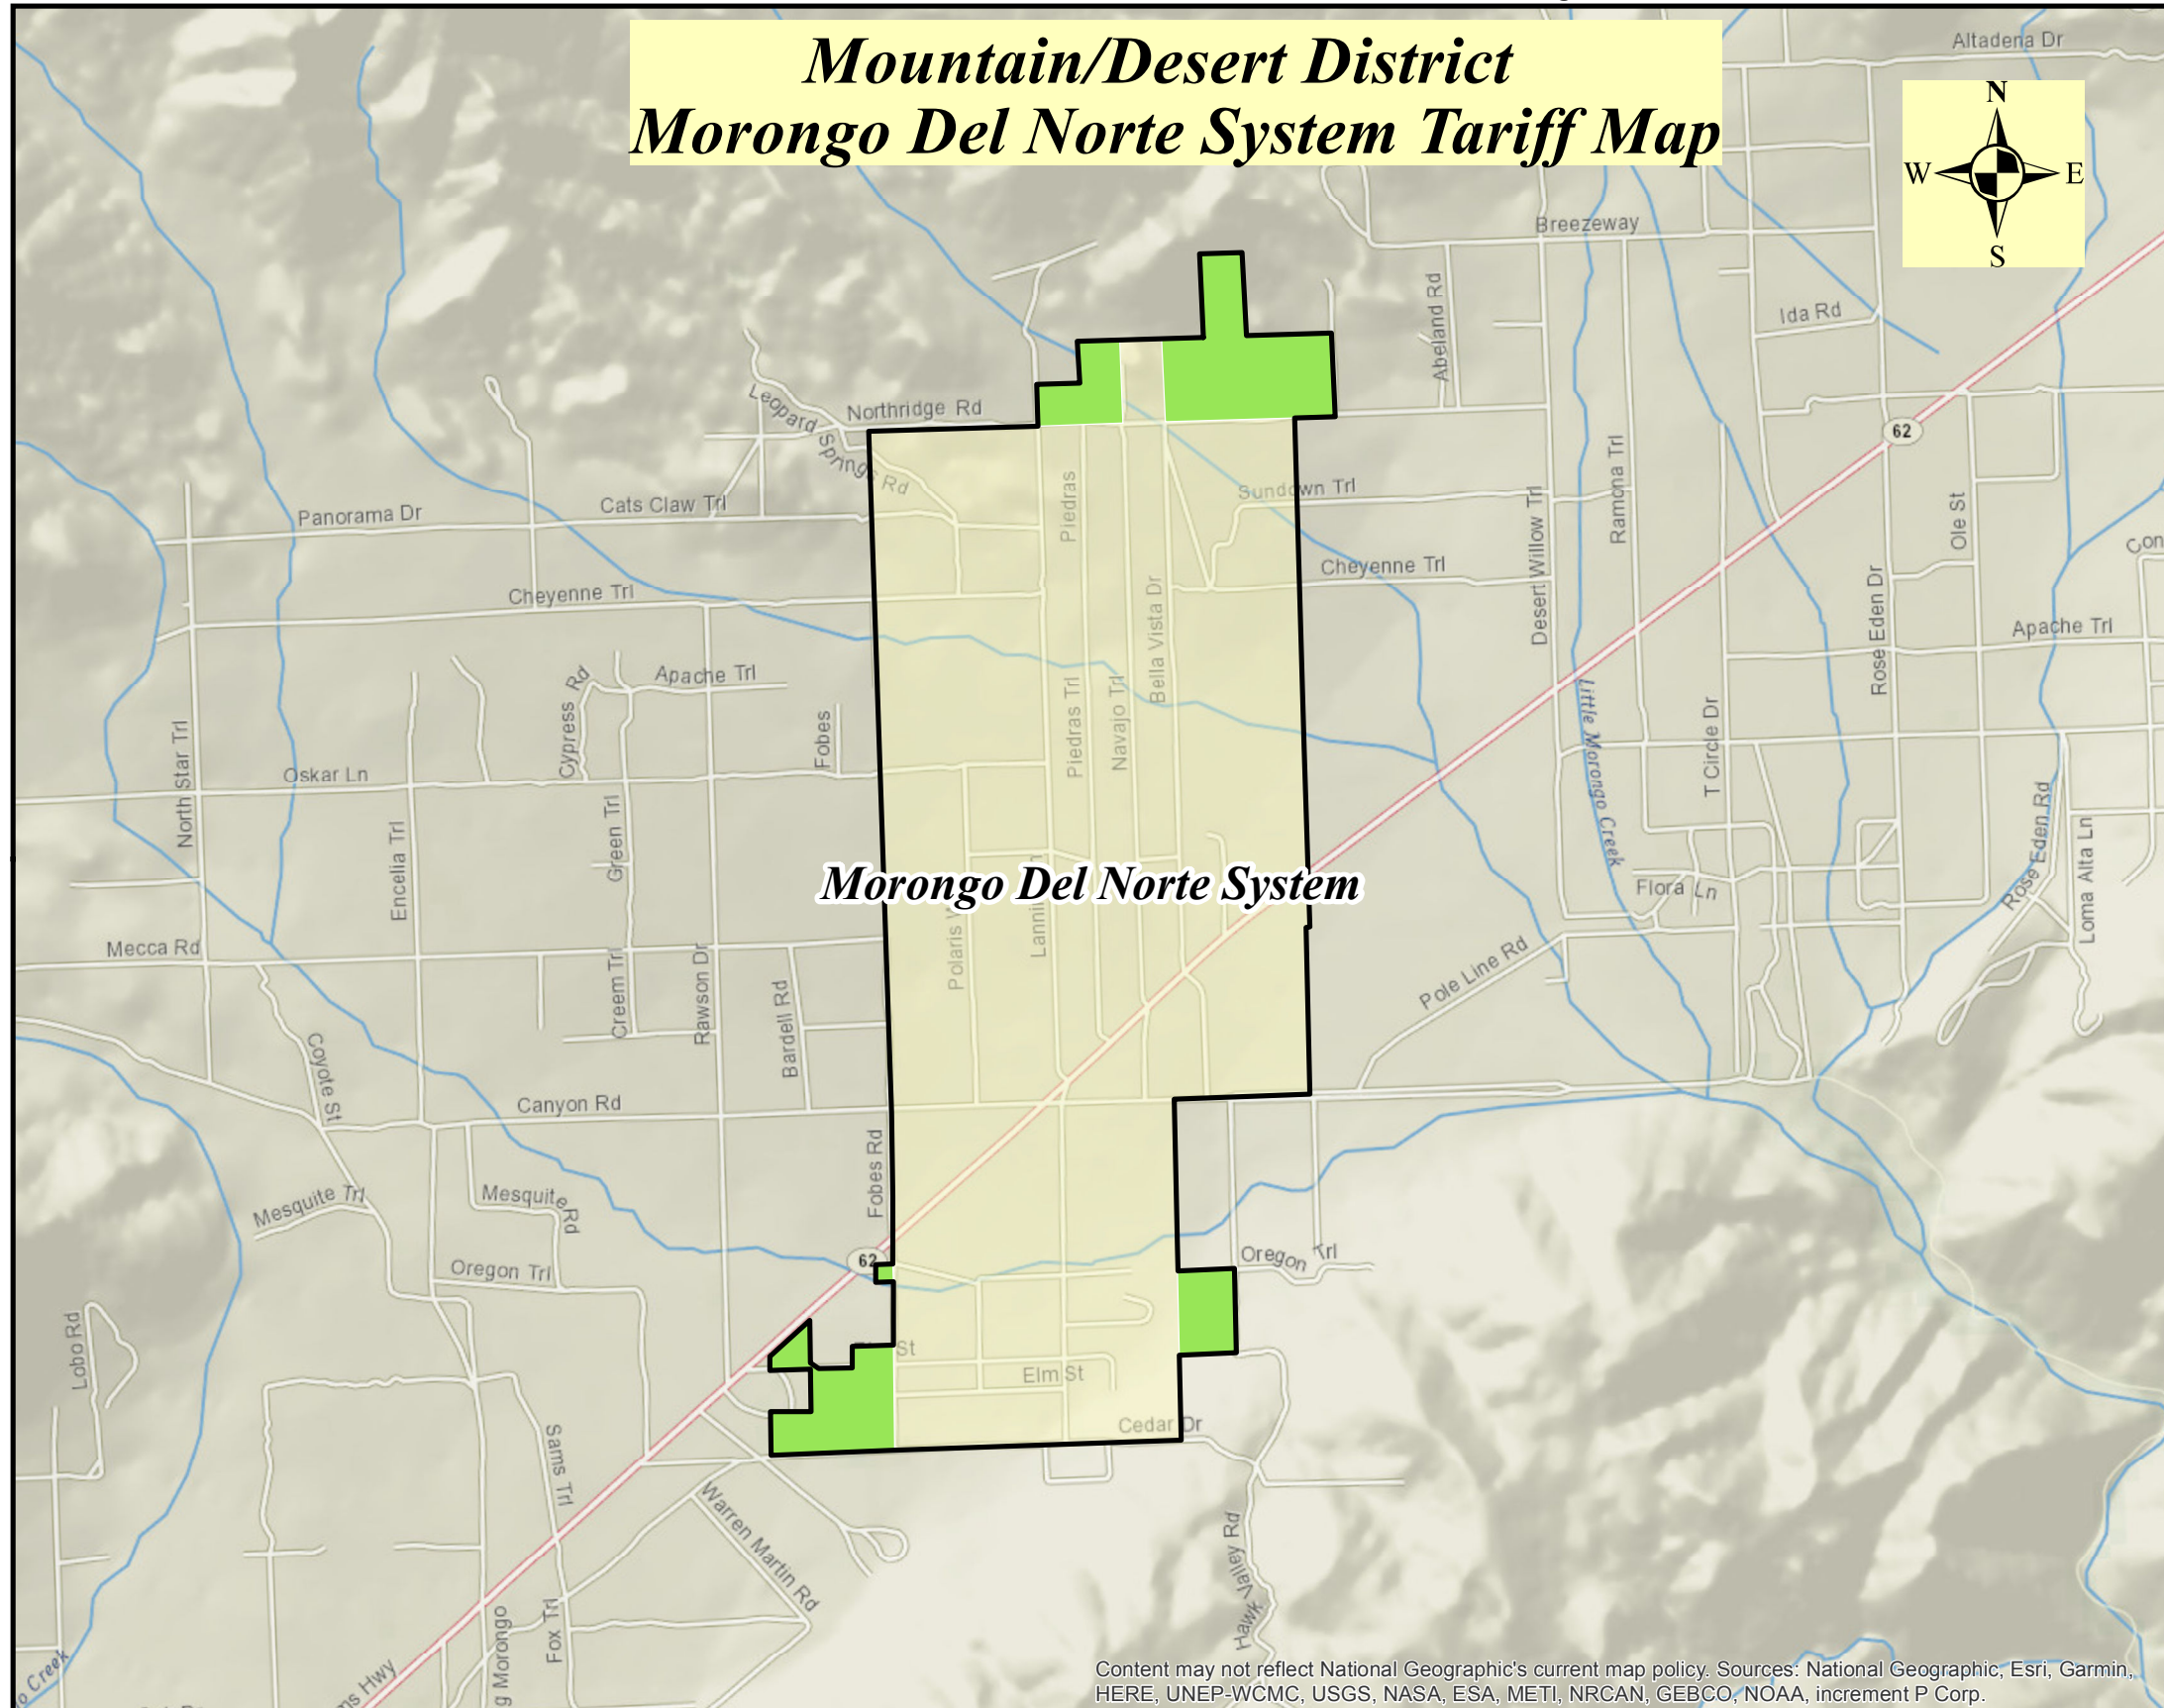 Mountain/Desert District
Morongo Del Norte System Tariff Map
Altadena Dr
N
W E
S
Breezeway
Ida Rd
Abeland Rd
Northridge Rd
Leopard Springs Rd
62
Ramona Trl
Sundown Trl
Piedras
Cats Claw Trl
Panorama Dr
Desert Willow Trl
Ole St
Con
Cheyenne Trl
Cheyenne Trl
Bella Vista Dr
Rose Eden Dr
Apache Trl
Apache Trl
Cypress Rd
Fobes
Piedras Trl
Navajo Trl
Little Morongo Creek
T Circle Dr
North Star Trl
Oskar Ln
Green Trl
Encelia Trl
Rose Eden Rd
Loma Alta Ln
Morongo Del Norte System
Flora Ln
Polaris
Lanni
Mecca Rd
Creem Trl
Rawson Dr
Bardell Rd
Pole Line Rd
Coyote St
Canyon Rd
Fobes Rd
Mesquite Trl
Mesquite Rd
Oregon Trl
62
Oregon Trl
Lobo Rd
St
Elm St
Cedar Dr
Sams Trl
Warren Martin Rd
Hawk Valley Rd
Fox Trl
g Morongo
ms Hwy
o Creek
Content may not reflect National Geographic's current map policy. Sources: National Geographic, Esri, Garmin,
HERE, UNEP-WCMC, USGS, NASA, ESA, METI, NRCAN, GEBCO, NOAA, increment P Corp.